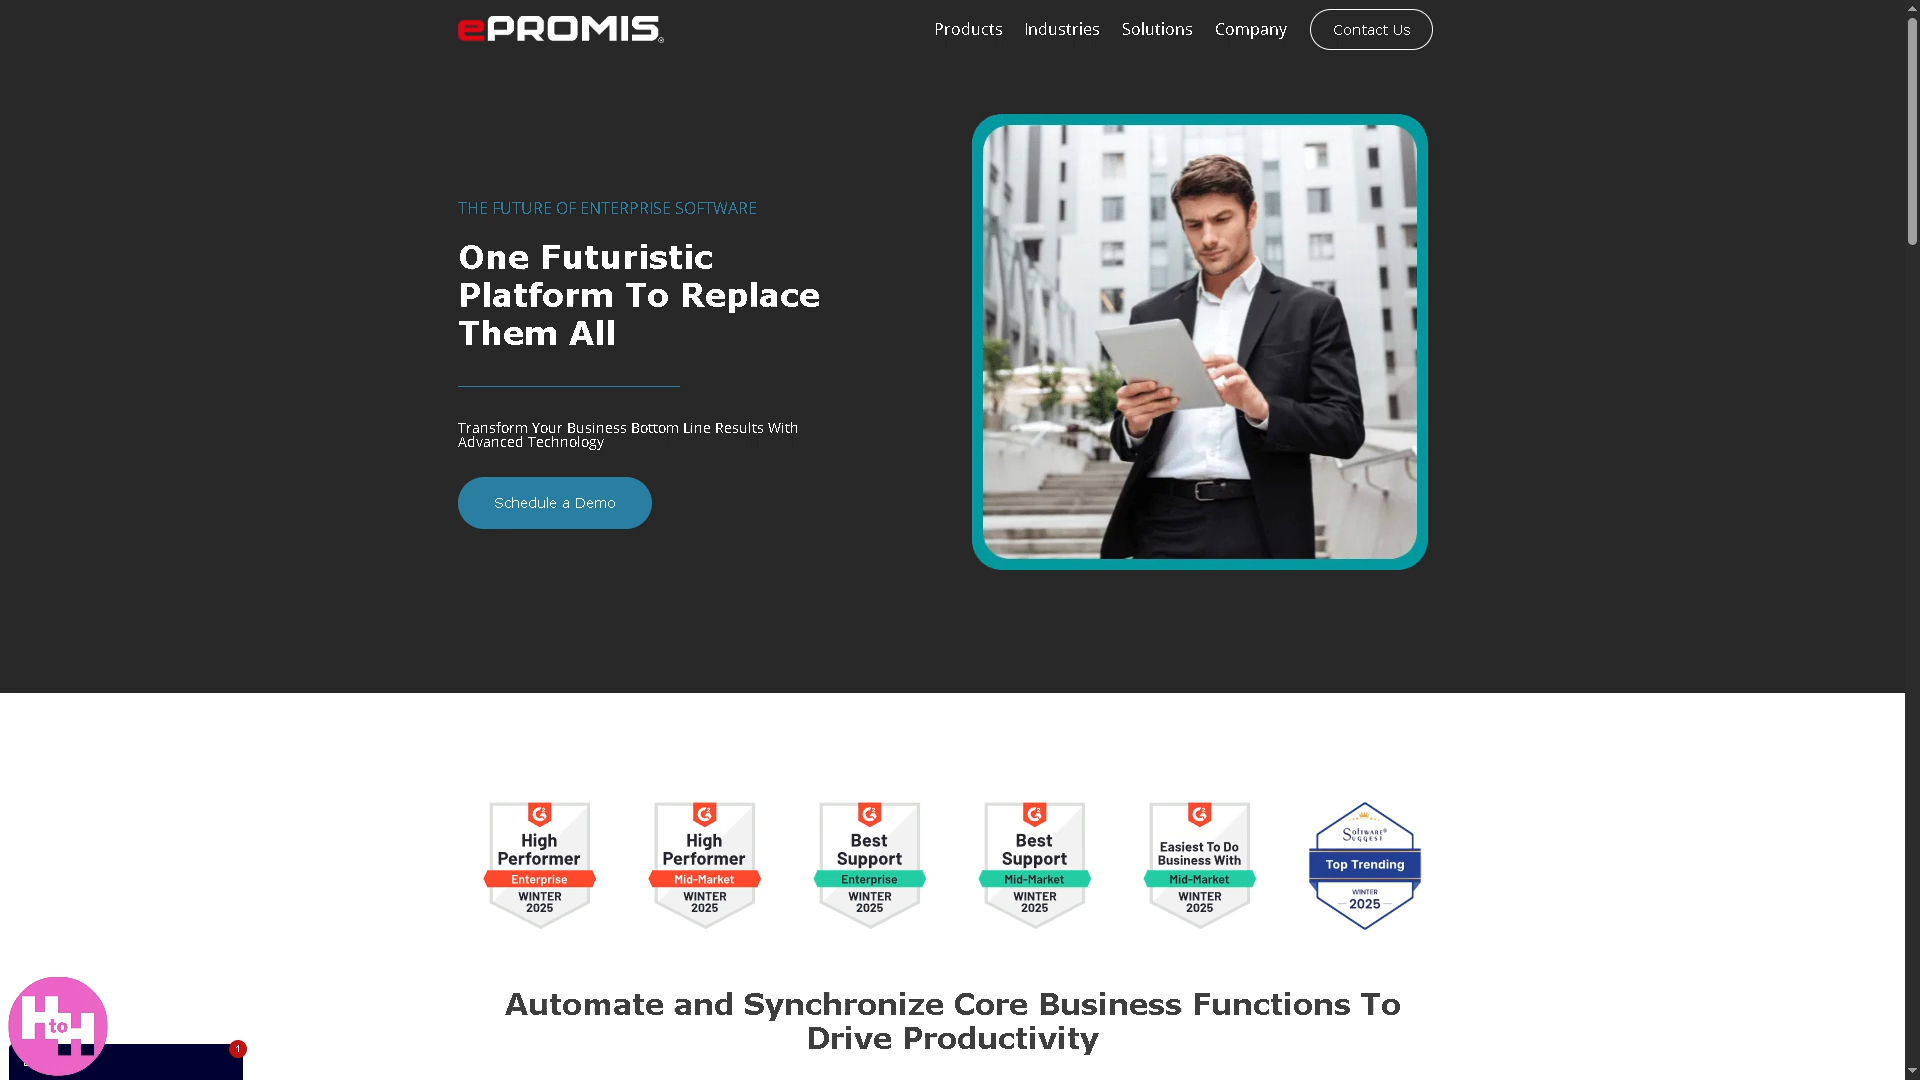 ePROMIS
Products
Industries
Solutions
Company
Contact Us
THE FUTURE OF ENTERPRISE SOFTWARE
One Futuristic
Platform To Replace
Them All
Transform Your Business Bottom Line Results With
Advanced Technology
Schedule a Demo
High
Performer
Enterprise
WINTER
2025
High
Performer
Mid-Market
WINTER
2025
Best
Support
Enterprise
WINTER
2025
Best
Support
Mid-Market
WINTER
2025
Easiest To Do
Business With
Mid-Market
WINTER
2025
Software
Suggest
Top Trending
WINTER
2025
Automate and Synchronize Core Business Functions To
Drive Productivity
H to H
1